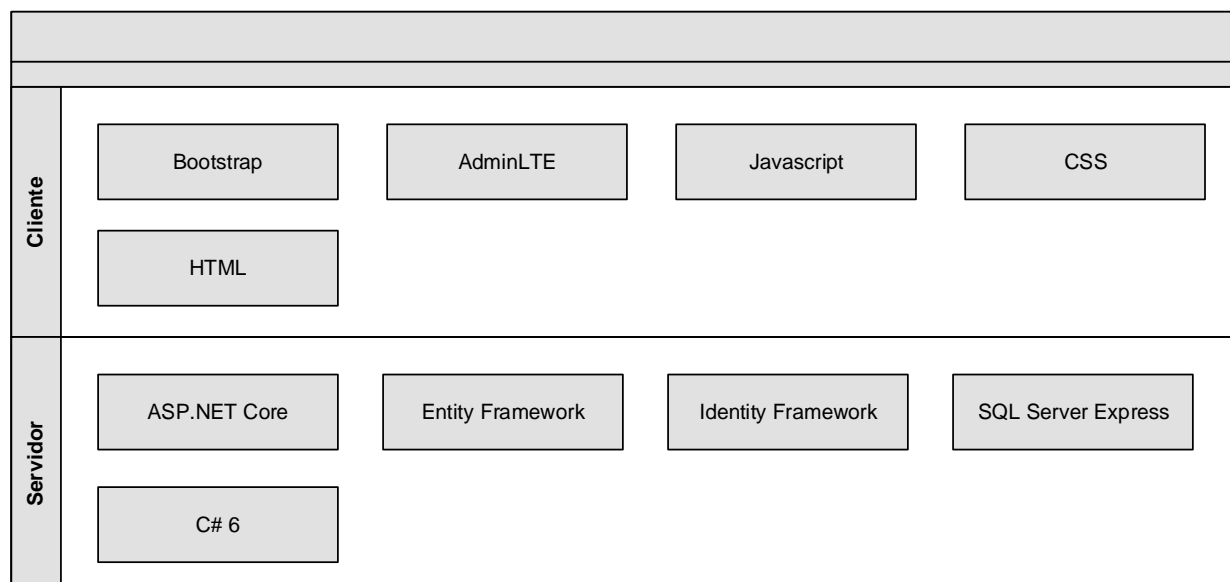 Cliente
Bootstrap
AdminLTE
Javascript
CSS
HTML
Servidor
ASP.NET Core
Entity Framework
Identity Framework
SQL Server Express
C# 6